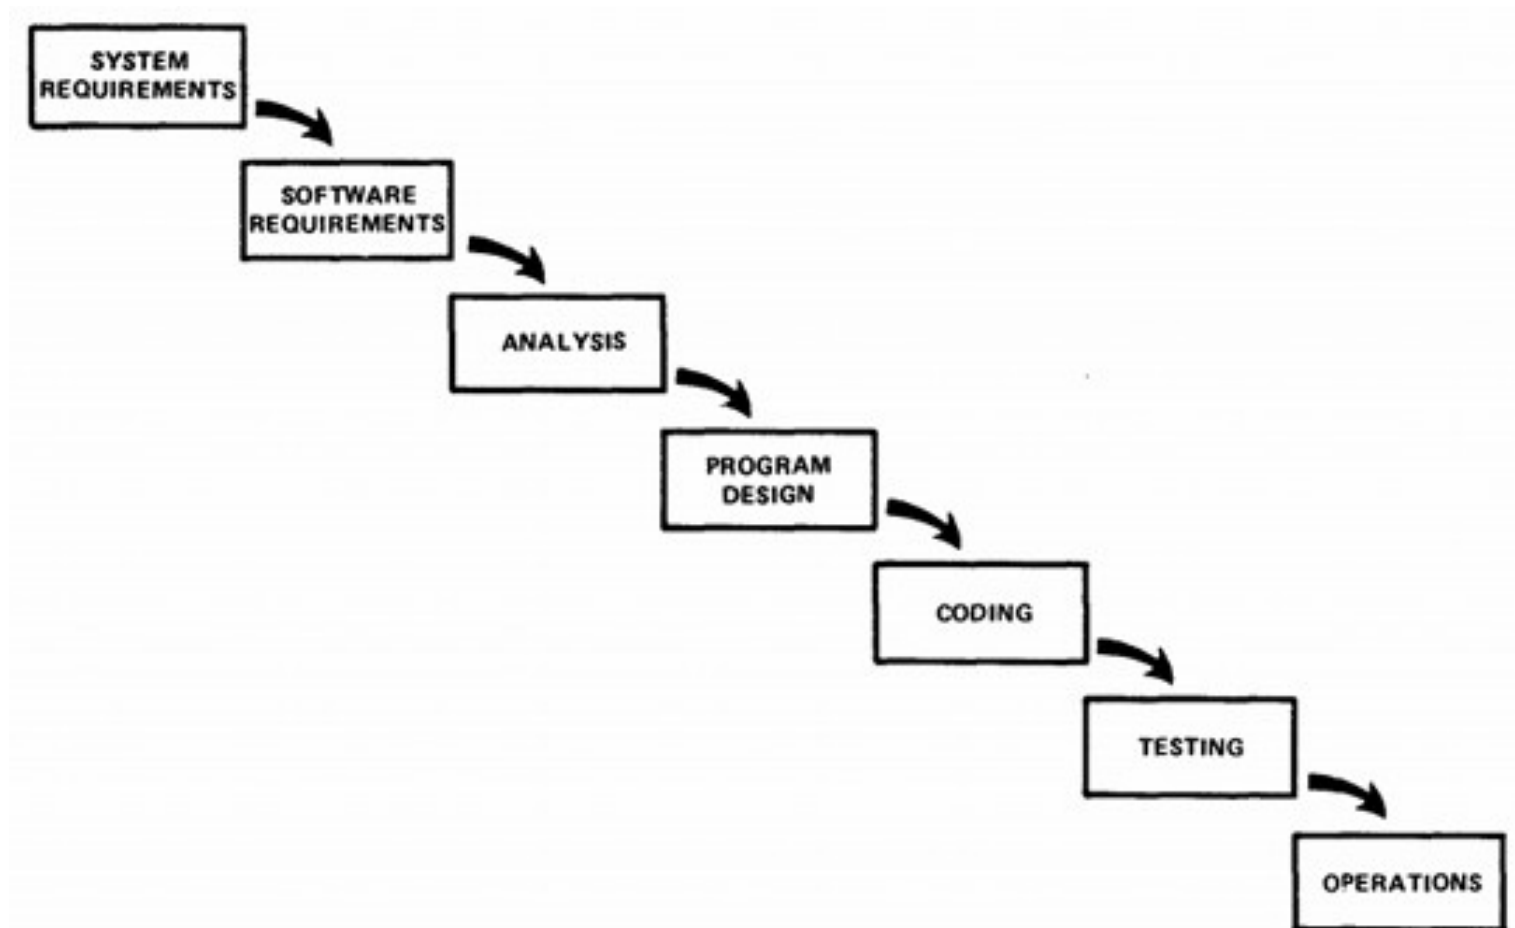 SYSTEM
REQUIREMENTS
SOFTWARE
REQUIREMENTS
ANALYSIS
PROGRAM
DESIGN
CODING
TESTING
OPERATIONS